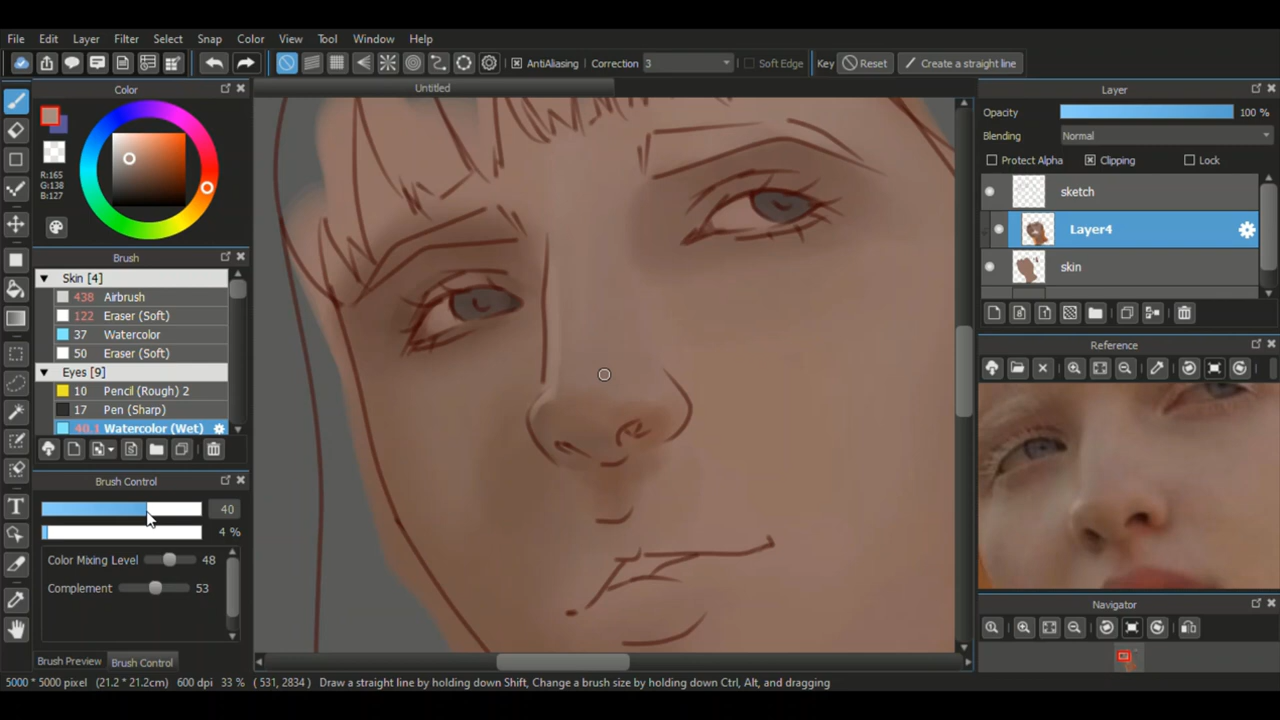 File Edit Layer Filter Select Snap Color View Tool Window Help
AntiAliasing Correction 3 Soft Edge Key Reset Create a straight line
Color
R:165
G:138
B:127
Brush
Skin [4]
438 Airbrush
122 Eraser (Soft)
37 Watercolor
50 Eraser (Soft)
Eyes [9]
10 Pencil (Rough) 2
17 Pen (Sharp)
40.1 Watercolor (Wet)
Brush Control
40
4 %
Color Mixing Level 48
Complement 53
Brush Preview Brush Control
Untitled
Layer
Opacity 100 %
Blending Normal
Protect Alpha Clipping Lock
sketch
Layer4
skin
Reference
Navigator
5000 * 5000 pixel (21.2 * 21.2cm) 600 dpi 33 % ( 531, 2834 ) Draw a straight line by holding down Shift, Change a brush size by holding down Ctrl, Alt, and dragging